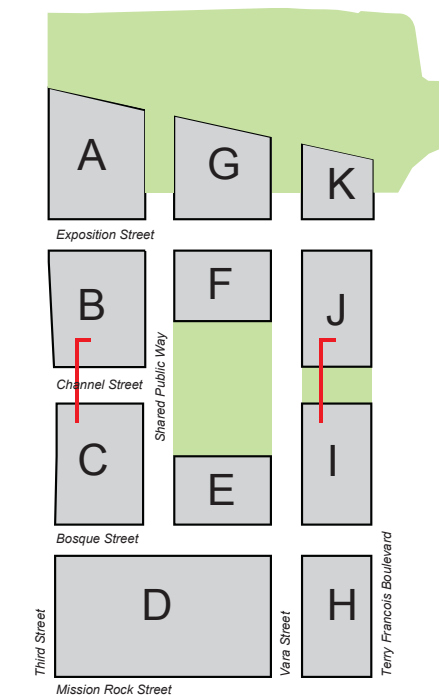 A
G
K
Exposition Street
B
F
J
Channel Street
Shared Public Way
C
E
I
Bosque Street
Third Street
D
Vara Street
H
Terry Francois Boulevard
Mission Rock Street